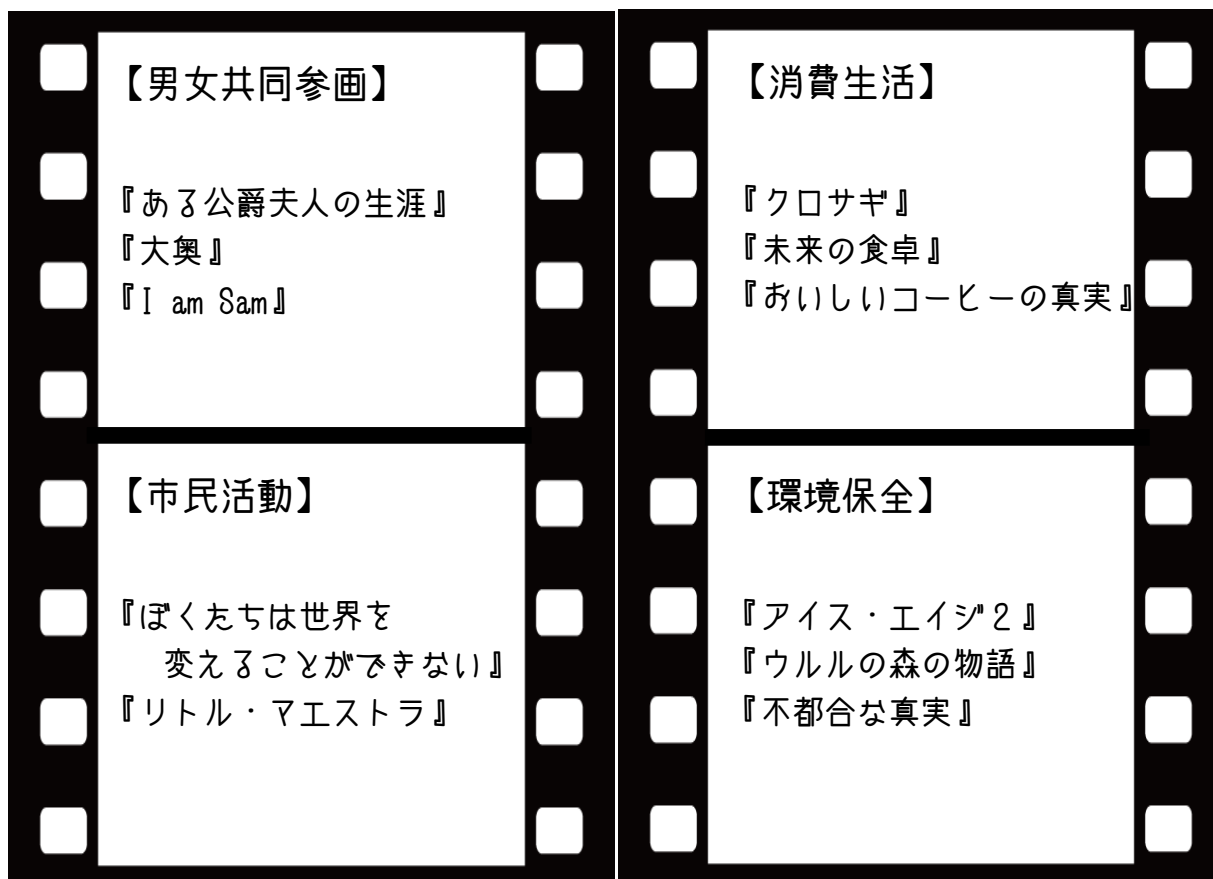 【男女共同参画】
『ある公爵夫人の生涯』
『大奥』
『I am Sam』
【市民活動】
『ぼくたちは世界を
変えることができない』
『リトル・マエストラ』
【消費生活】
『クロサギ』
『未来の食卓』
『おいしいコーヒーの真実』
【環境保全】
『アイス・エイジ２』
『ウルルの森の物語』
『不都合な真実』